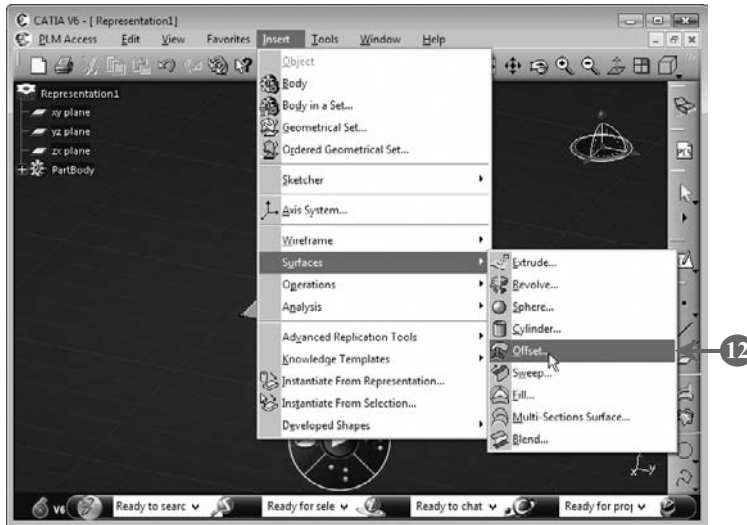 CATIA V6 - [ Representation1]
PLM Access Edit View Favorites Insert Tools Window Help
Representation1
xy plane
yz plane
zx plane
PartBody
Object
Body
Body in a Set...
Geometrical Set...
Ordered Geometrical Set...
Sketcher
Axis System...
Wireframe
Surfaces
Operations
Analysis
Advanced Replication Tools
Knowledge Templates
Instantiate From Representation...
Instantiate From Selection...
Developed Shapes
Extrude...
Revolve...
Sphere...
Cylinder...
Offset...
Sweep...
Fill...
Multi-Sections Surface...
Blend...
12
V6 Ready to searc Ready for sele Ready to chat Ready for proj